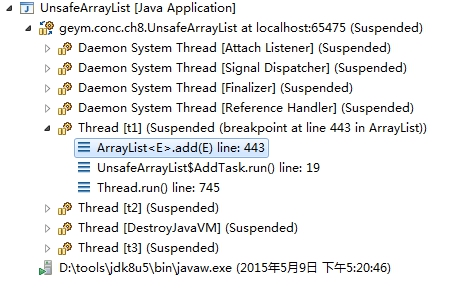 UnsafeArrayList [Java Application]
geym.conc.ch8.UnsafeArrayList at localhost:65475 (Suspended)
Daemon System Thread [Attach Listener] (Suspended)
Daemon System Thread [Signal Dispatcher] (Suspended)
Daemon System Thread [Finalizer] (Suspended)
Daemon System Thread [Reference Handler] (Suspended)
Thread [t1] (Suspended (breakpoint at line 443 in ArrayList))
ArrayList<E>.add(E) line: 443
UnsafeArrayList$AddTask.run() line: 19
Thread.run() line: 745
Thread [t2] (Suspended)
Thread [DestroyJavaVM] (Suspended)
Thread [t3] (Suspended)
D:\tools\jdk8u5\bin\javaw.exe (2015年5月9日 下午5:20:46)